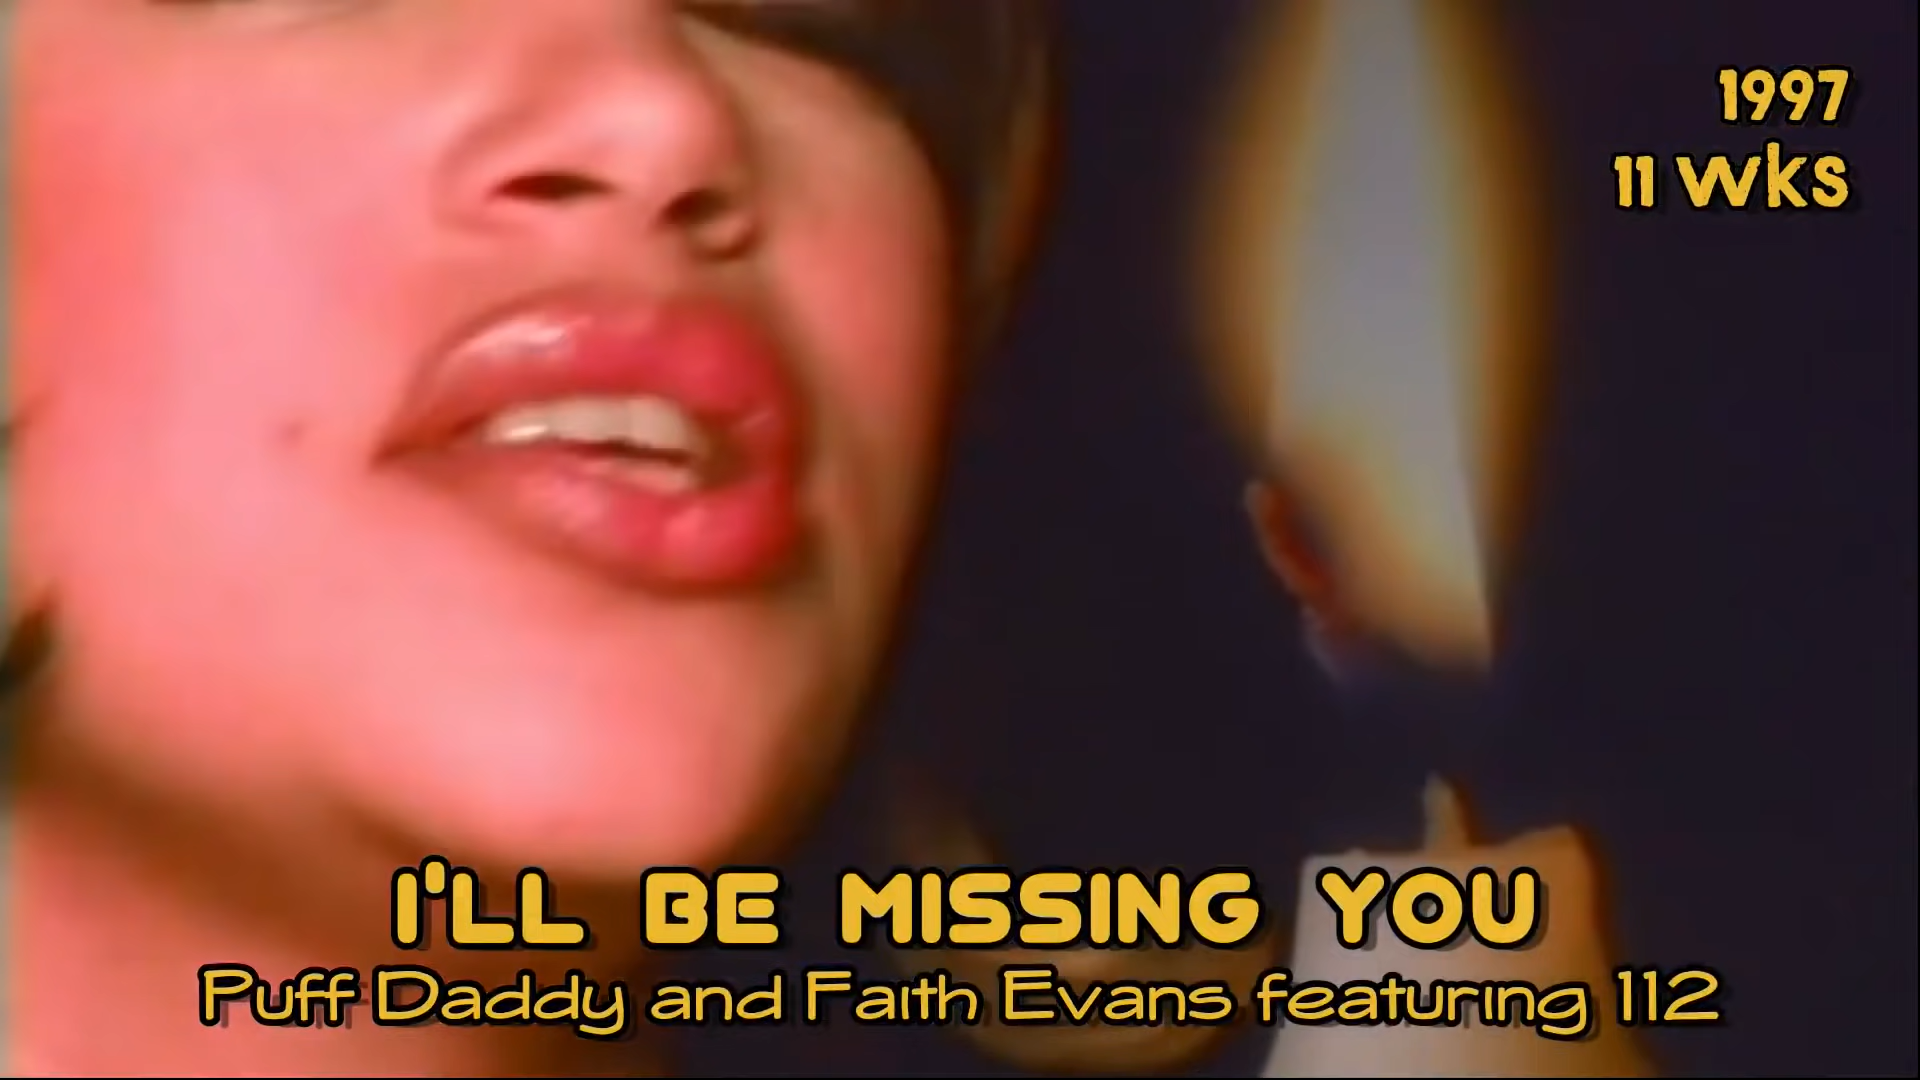 1997
11 wks
I'LL BE MISSING YOU
Puff Daddy and Faith Evans featuring 112